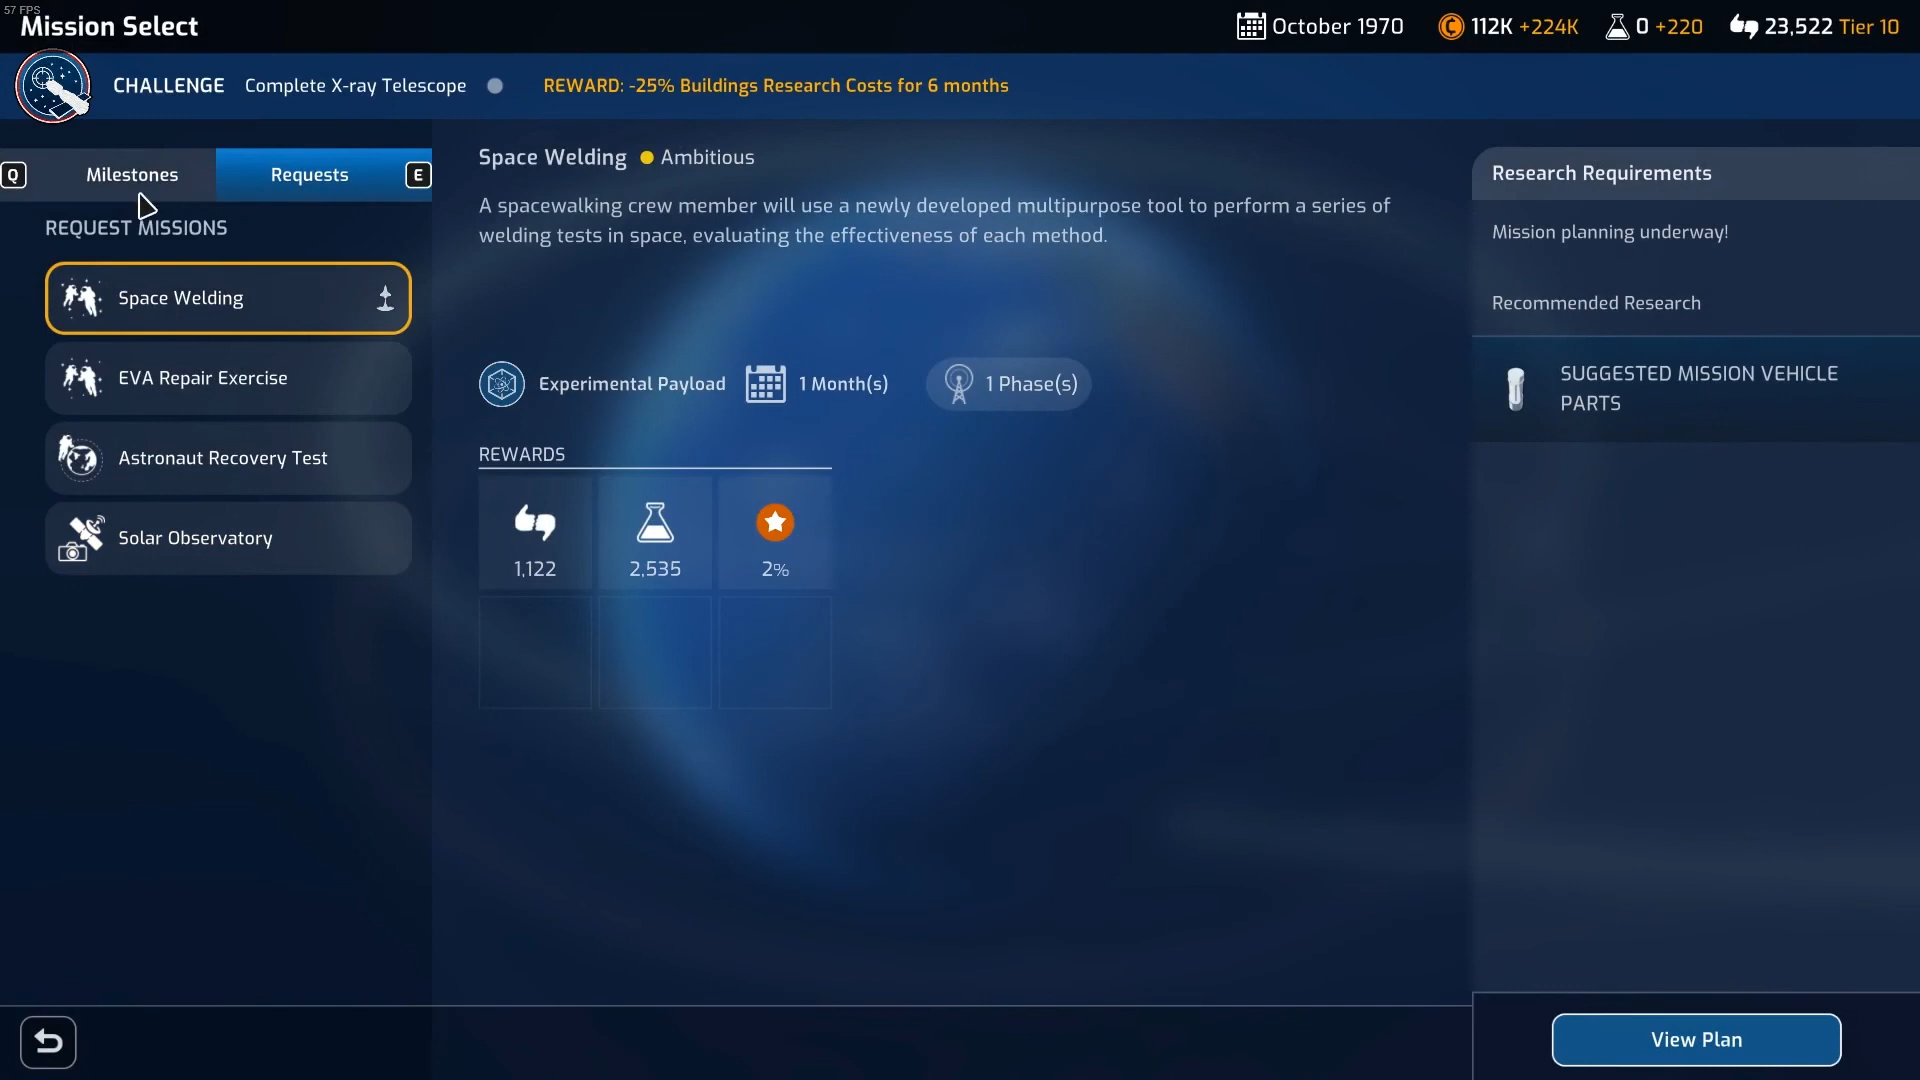 57 FPS
Mission Select
October 1970
112K +224K
0 +220
23,522 Tier 10
CHALLENGE Complete X-ray Telescope
REWARD: -25% Buildings Research Costs for 6 months
Q
Milestones
Requests
E
REQUEST MISSIONS
Space Welding
EVA Repair Exercise
Astronaut Recovery Test
Solar Observatory
Space Welding Ambitious
A spacewalking crew member will use a newly developed multipurpose tool to perform a series of
welding tests in space, evaluating the effectiveness of each method.
Experimental Payload
1 Month(s)
1 Phase(s)
REWARDS
1,122
2,535
2%
Research Requirements
Mission planning underway!
Recommended Research
SUGGESTED MISSION VEHICLE
PARTS
View Plan